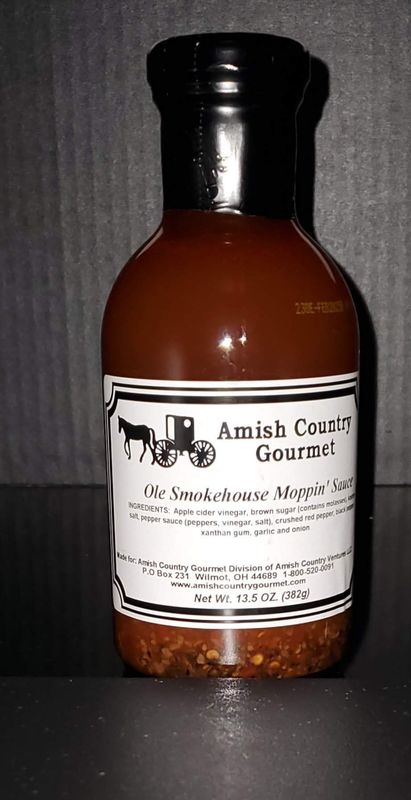 Amish Country
Gourmet
Ole Smokehouse Moppin' Sauce
INGREDIENTS: Apple cider vinegar, brown sugar (contains molasses),
salt, pepper sauce (peppers, vinegar, salt), crushed red pepper, black
xanthan gum, garlic and onion
Made for: Amish Country Gourmet Division of Amish Country Ventures
P.O Box 231 Wilmot, OH 44689 1-800-520-0091
www.amishcountrygourmet.com
Net Wt. 13.5 OZ. (382g)